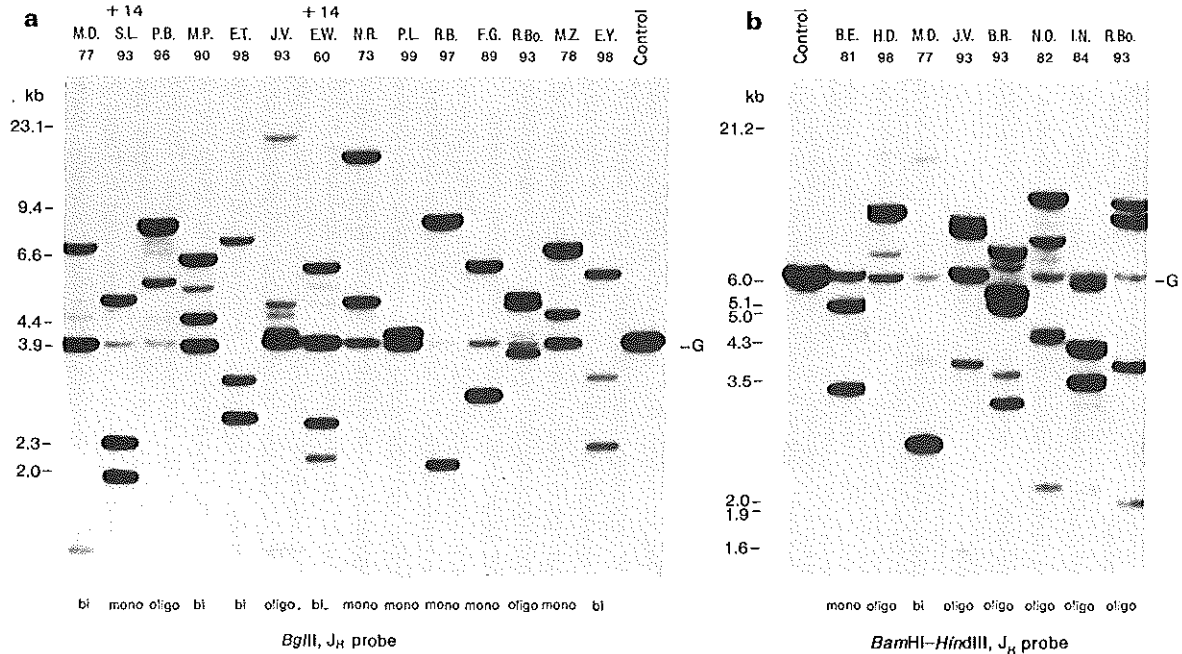 a
+14 +14
M.D. S.L. P.B. M.P. E.T. J.V. E.W. N.R. P.L. R.B. F.G. R.Bo. M.Z. E.Y. Control
77 93 96 90 98 93 60 73 99 97 89 93 78 98
kb
23.1–
9.4–
6.6–
4.4–
3.9–
–G
2.3–
2.0–
bi mono oligo bi bi oligo. bi- mono mono mono mono oligo mono bi
BglII, JH probe
b
Control B.E. H.D. M.D. J.V. B.R. N.O. I.N. R.Bo.
81 98 77 93 93 82 84 93
kb
21.2–
6.0–
–G
5.1–
5.0–
4.3–
3.5–
2.0–
1.9–
1.6–
mono oligo bi oligo oligo oligo oligo oligo
BamHI–HindIII, JH probe